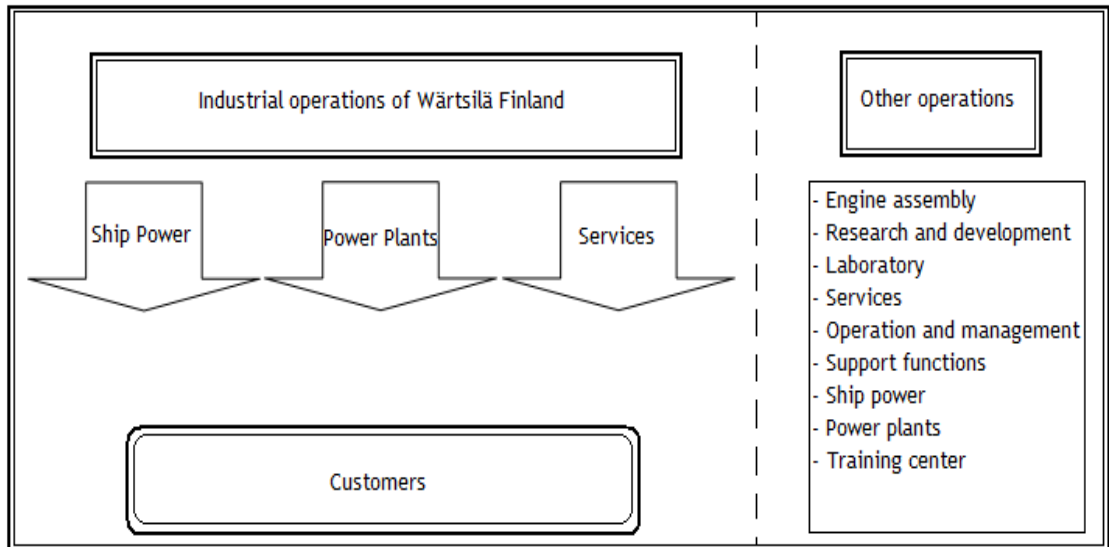 Industrial operations of Wärtsilä Finland
Other operations
Ship Power
Power Plants
Services
- Engine assembly
- Research and development
- Laboratory
- Services
- Operation and management
- Support functions
- Ship power
- Power plants
- Training center
Customers